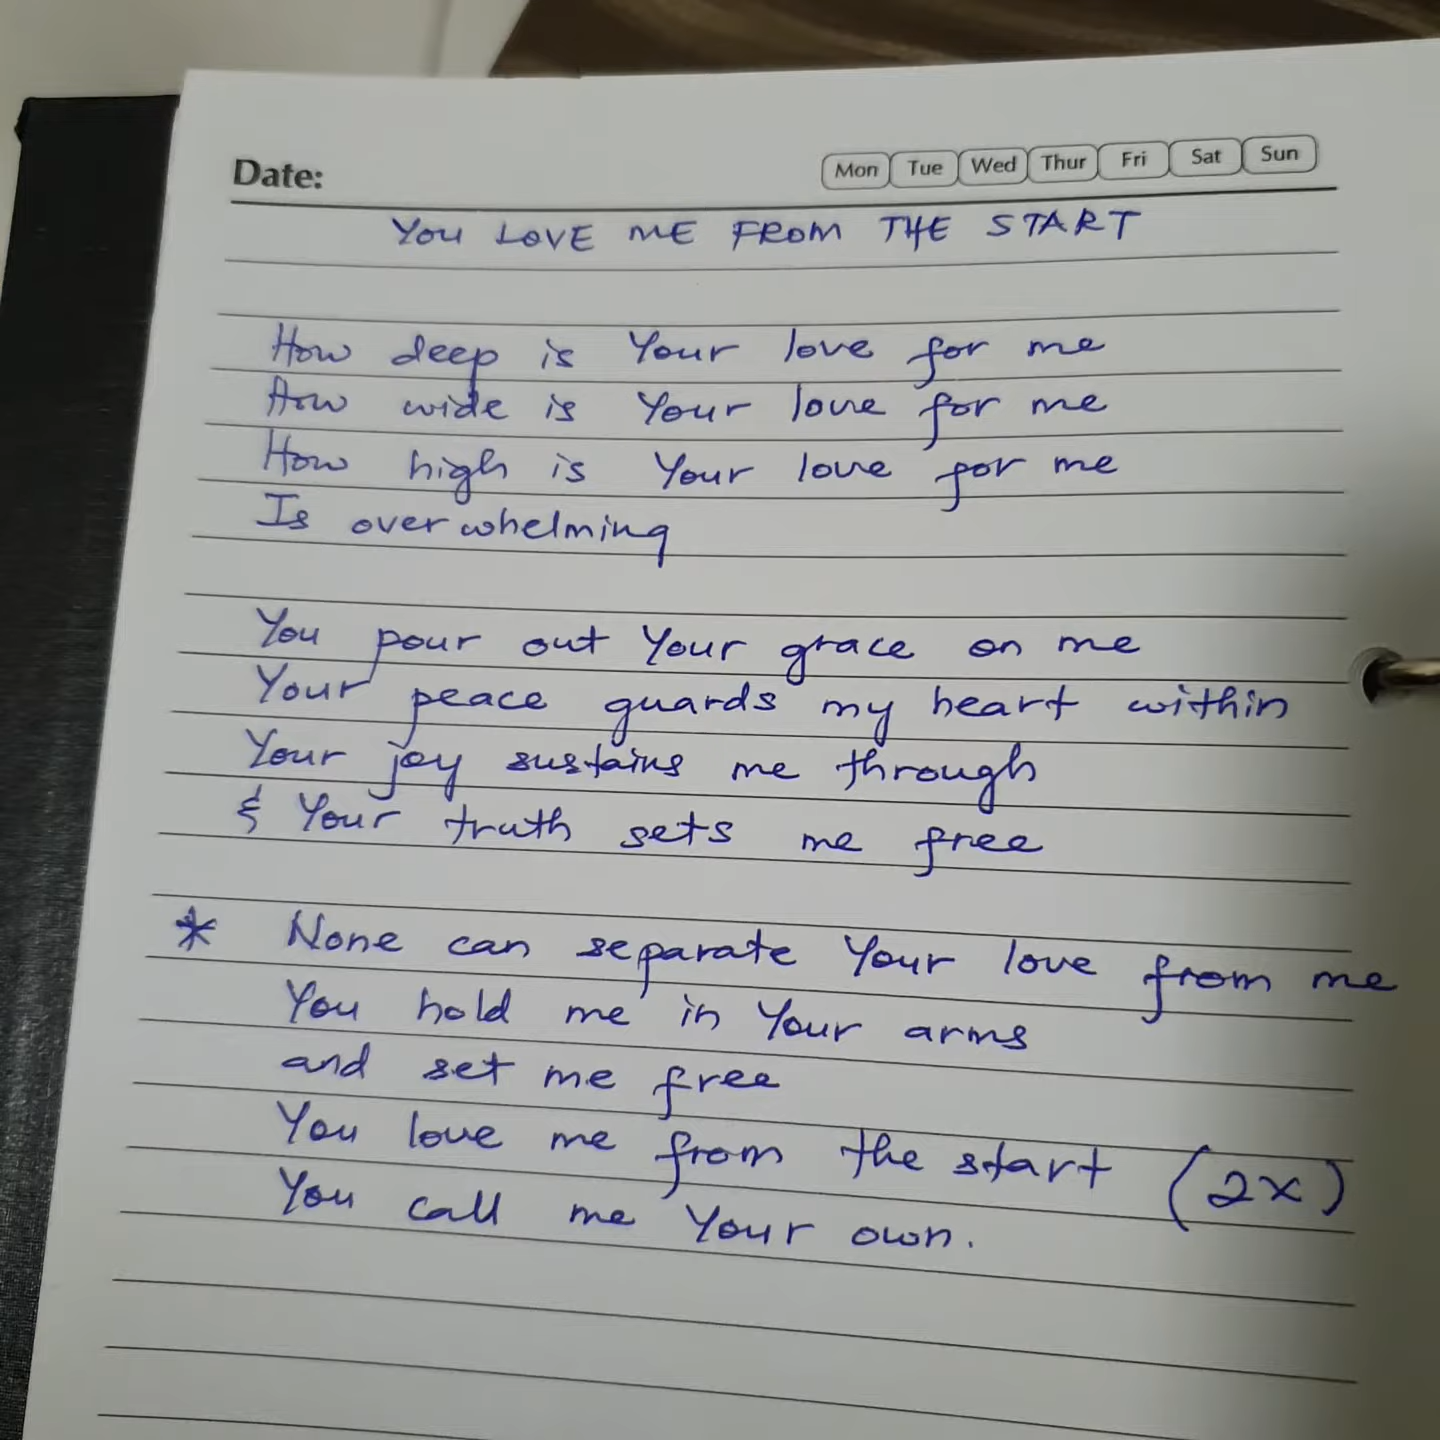 Date:
Mon Tue Wed Thur Fri Sat Sun
YOU LOVE ME FROM THE START
How deep is Your love for me
How wide is Your love for me
How high is Your love for me
Is overwhelming
You pour out Your grace on me
Your peace guards my heart within
Your joy sustains me through
& Your truth sets me free
* None can separate Your love from me
You hold me in Your arms
and set me free
You love me from the start (2x)
You call me Your own.